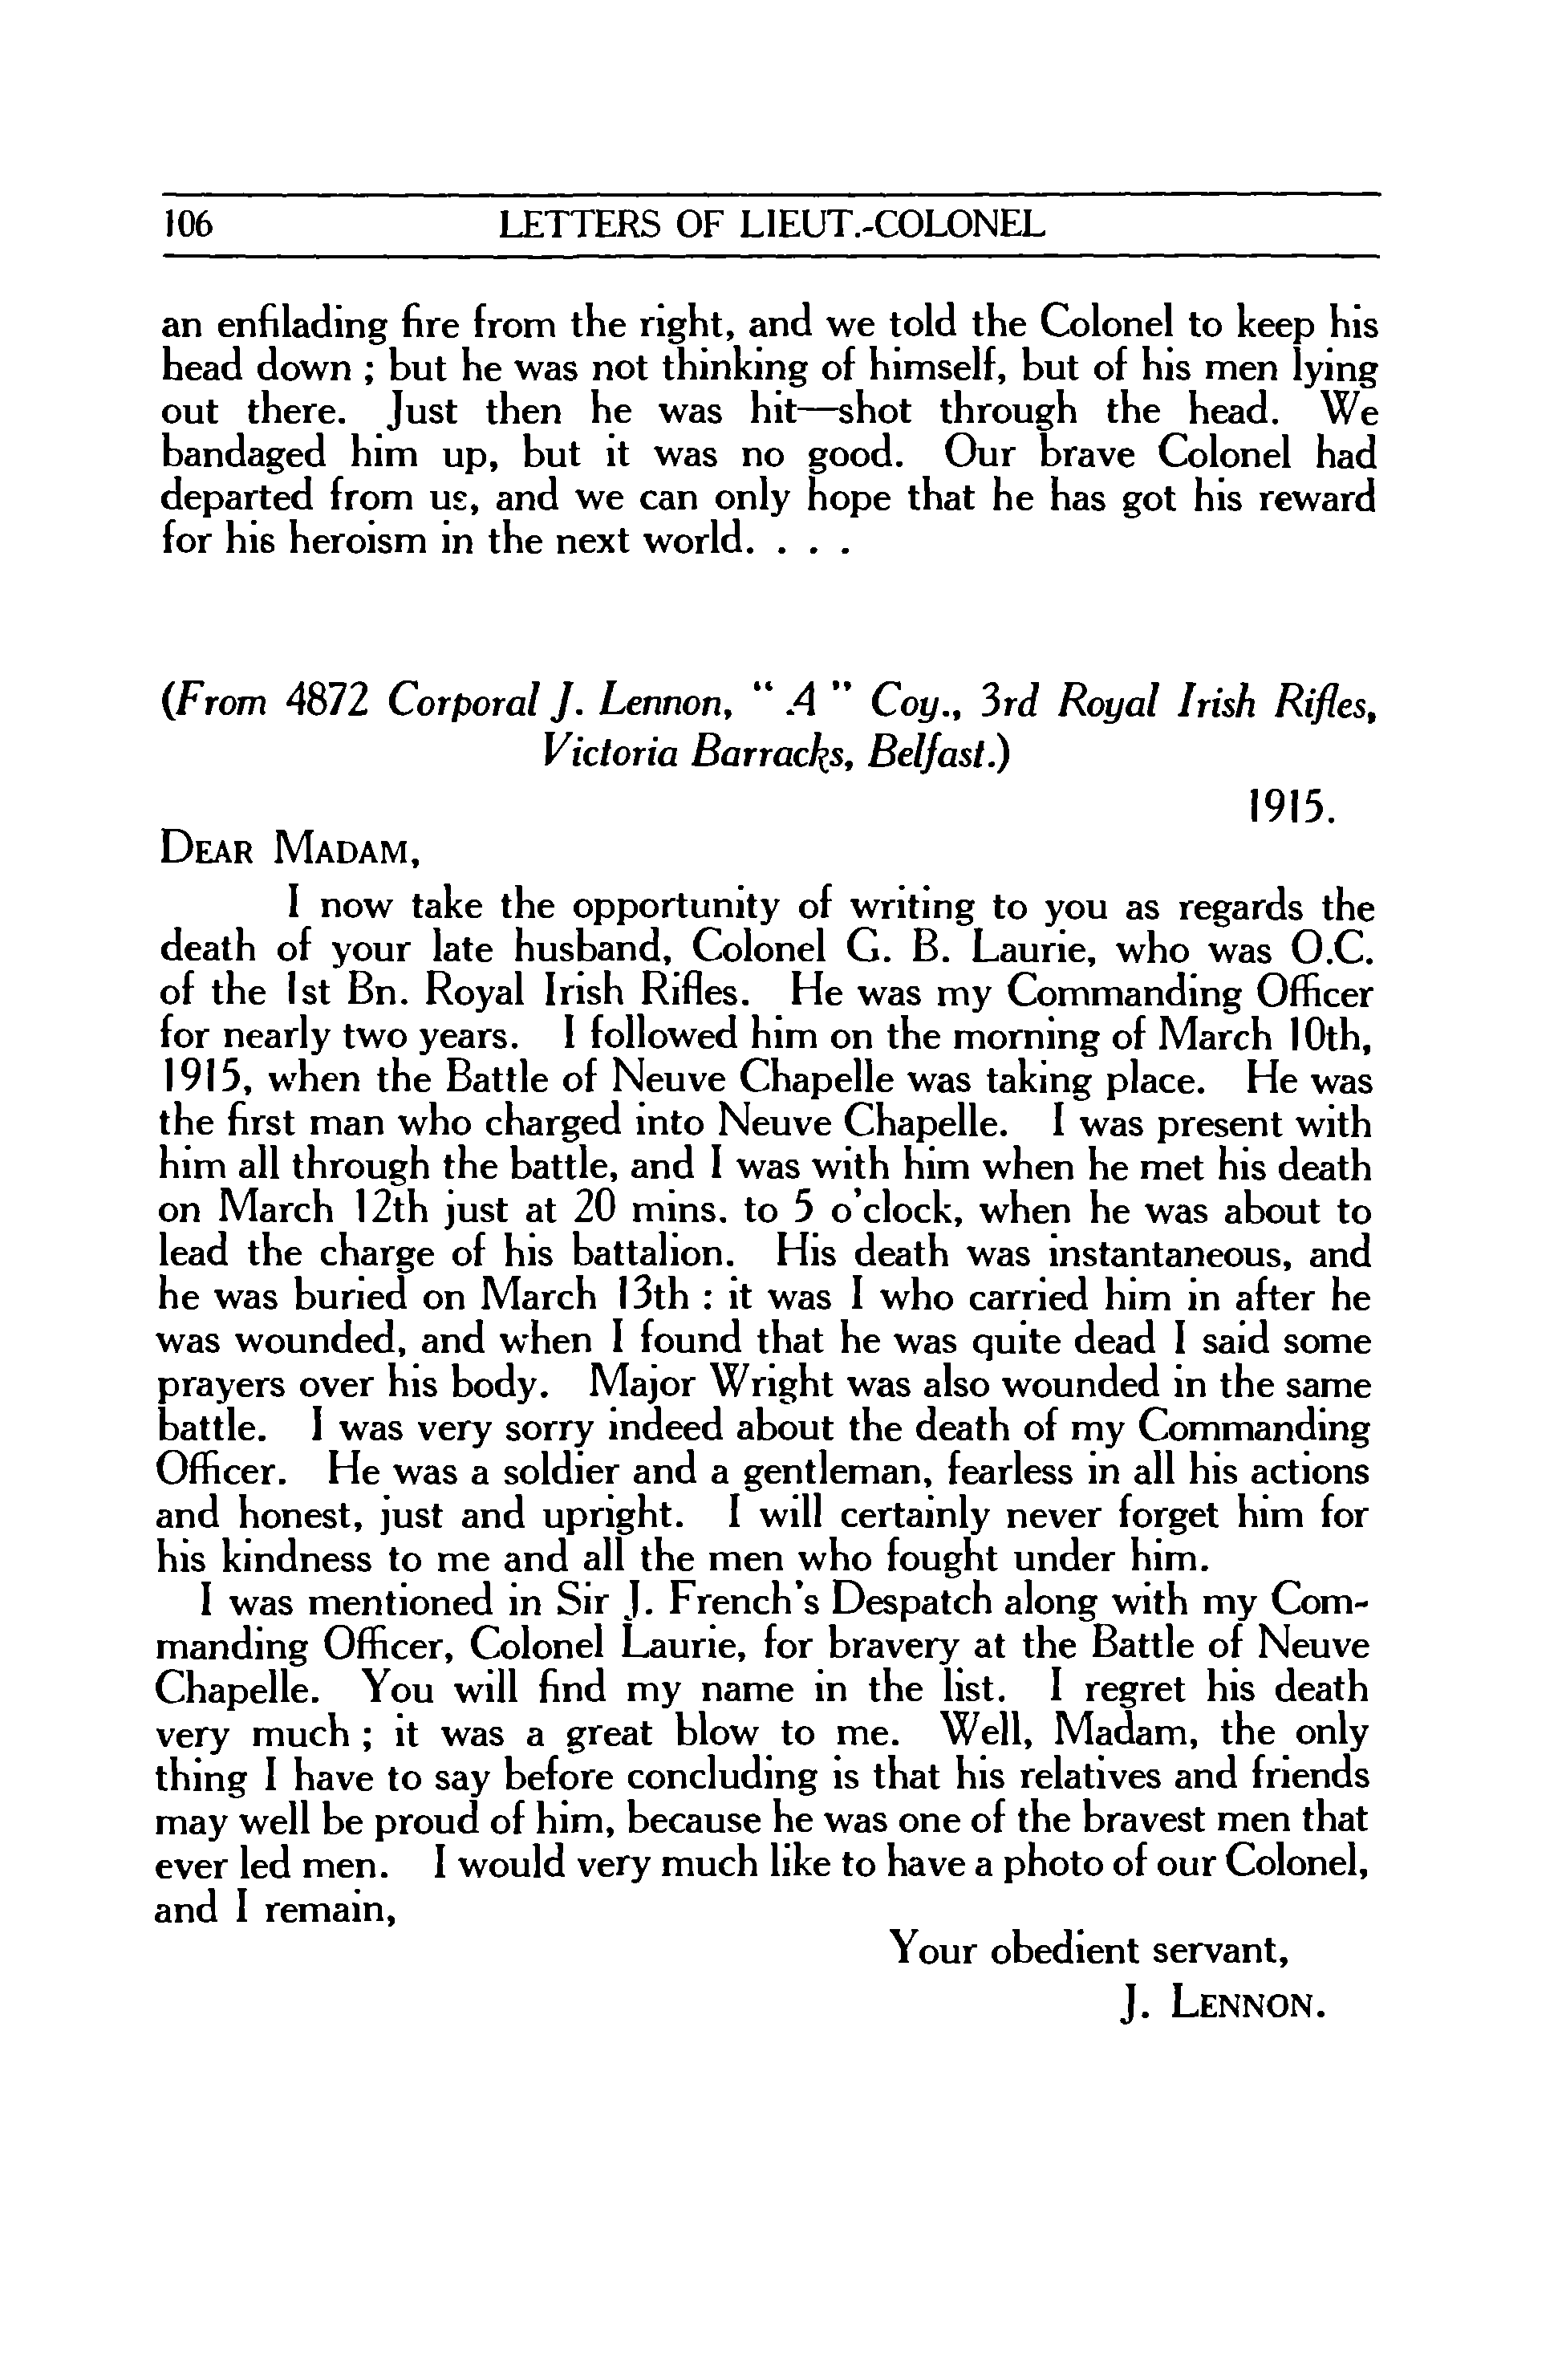 106 LETTERS OF LIEUT.-COLONEL
an enfilading fire from the right, and we told the Colonel to keep his
head down ; but he was not thinking of himself, but of his men lying
out there. Just then he was hit—shot through the head. We
bandaged him up, but it was no good. Our brave Colonel had
departed from us, and we can only hope that he has got his reward
for his heroism in the next world. . . .
(From 4872 Corporal J. Lennon, “ A ” Coy., 3rd Royal Irish Rifles,
Victoria Barracks, Belfast.)
1915.
DEAR MADAM,
I now take the opportunity of writing to you as regards the
death of your late husband, Colonel G. B. Laurie, who was O.C.
of the 1st Bn. Royal Irish Rifles. He was my Commanding Officer
for nearly two years. I followed him on the morning of March 10th,
1915, when the Battle of Neuve Chapelle was taking place. He was
the first man who charged into Neuve Chapelle. I was present with
him all through the battle, and I was with him when he met his death
on March 12th just at 20 mins. to 5 o'clock, when he was about to
lead the charge of his battalion. His death was instantaneous, and
he was buried on March 13th : it was I who carried him in after he
was wounded, and when I found that he was quite dead I said some
prayers over his body. Major Wright was also wounded in the same
battle. I was very sorry indeed about the death of my Commanding
Officer. He was a soldier and a gentleman, fearless in all his actions
and honest, just and upright. I will certainly never forget him for
his kindness to me and all the men who fought under him.
I was mentioned in Sir J. French's Despatch along with my Com-
manding Officer, Colonel Laurie, for bravery at the Battle of Neuve
Chapelle. You will find my name in the list. I regret his death
very much ; it was a great blow to me. Well, Madam, the only
thing I have to say before concluding is that his relatives and friends
may well be proud of him, because he was one of the bravest men that
ever led men. I would very much like to have a photo of our Colonel,
and I remain,
Your obedient servant,
J. LENNON.